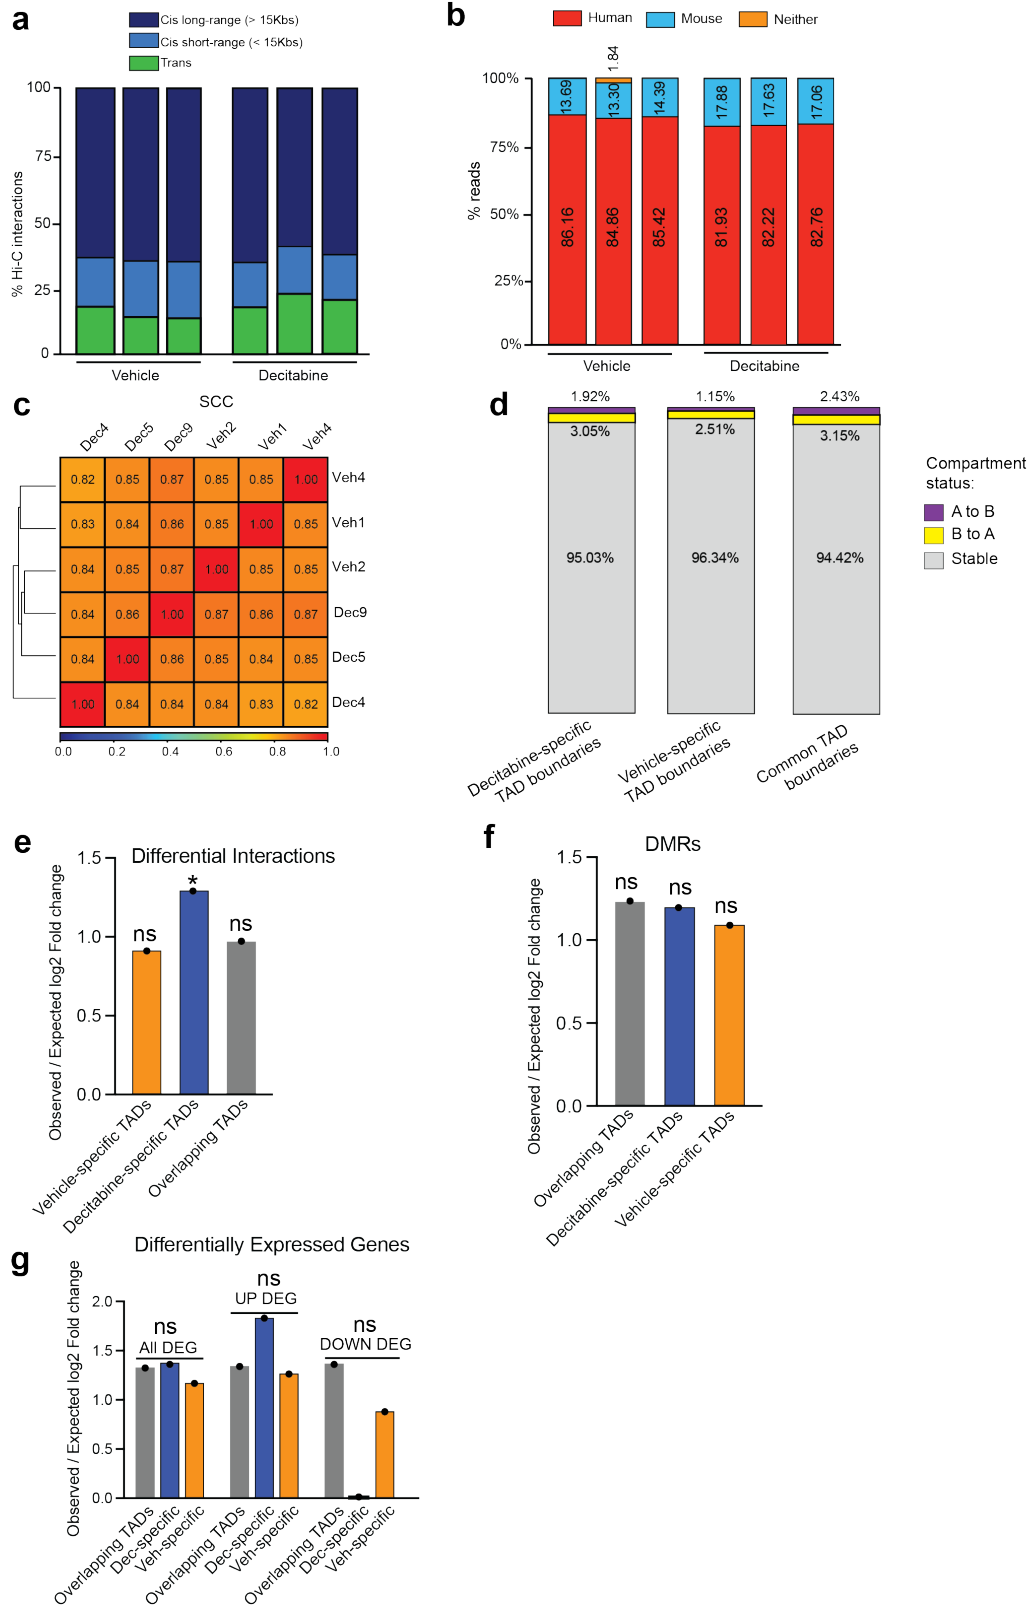 a
Cis long-range (> 15Kbs)
Cis short-range (< 15Kbs)
Trans
% Hi-C interactions
100
75
50
25
0
Vehicle
Decitabine
b
Human
Mouse
Neither
% reads
100%
75%
50%
25%
0%
1.84
13.69
13.30
14.39
17.88
17.63
17.06
86.16
84.86
85.42
81.93
82.22
82.76
Vehicle
Decitabine
c
SCC
Dec4 Dec5 Dec9 Veh2 Veh1 Veh4
0.82 0.85 0.87 0.85 0.85 1.00 Veh4
0.83 0.84 0.86 0.85 1.00 0.85 Veh1
0.84 0.85 0.87 1.00 0.85 0.85 Veh2
0.84 0.86 1.00 0.87 0.86 0.87 Dec9
0.84 1.00 0.86 0.85 0.84 0.85 Dec5
1.00 0.84 0.84 0.84 0.83 0.82 Dec4
0.0 0.2 0.4 0.6 0.8 1.0
d
1.92% 1.15% 2.43%
3.05% 2.51% 3.15%
95.03% 96.34% 94.42%
Decitabine-specific
TAD boundaries
Vehicle-specific
TAD boundaries
Common TAD
boundaries
Compartment
status:
A to B
B to A
Stable
e
Differential Interactions
Observed / Expected log2 Fold change
1.5
1.0
0.5
0.0
ns
*
ns
Vehicle-specific TADs
Decitabine-specific TADs
Overlapping TADs
f
DMRs
Observed / Expected log2 Fold change
1.5
1.0
0.5
0.0
ns
ns
ns
Overlapping TADs
Decitabine-specific TADs
Vehicle-specific TADs
g
Differentially Expressed Genes
Observed / Expected log2 Fold change
2.0
1.5
1.0
0.5
0.0
ns
All DEG
ns
UP DEG
ns
DOWN DEG
Overlapping TADs
Dec-specific
Veh-specific
Overlapping TADs
Dec-specific
Veh-specific
Overlapping TADs
Dec-specific
Veh-specific